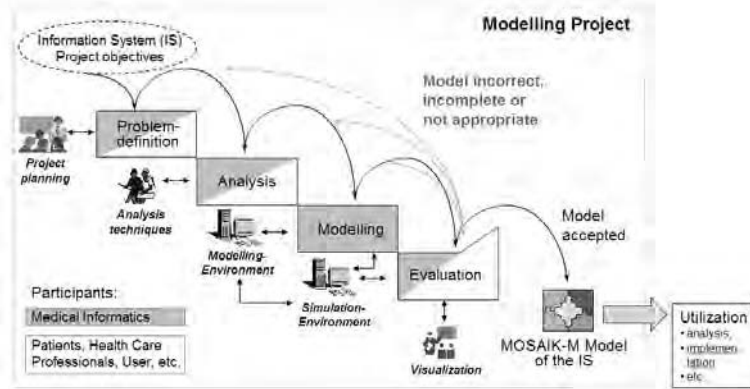 Modelling Project
Information System (IS)
Project objectives
Model incorrect,
incomplete or
not appropriate
Problem-
definition
Project
planning
Analysis
Analysis
techniques
Modelling
Modelling-
Environment
Model
accepted
Evaluation
Simulation-
Environment
Visualization
Participants:
Medical Informatics
Patients, Health Care
Professionals, User, etc.
MOSAIK-M Model
of the IS
Utilization
• analysis,
• implemen
tation
• etc